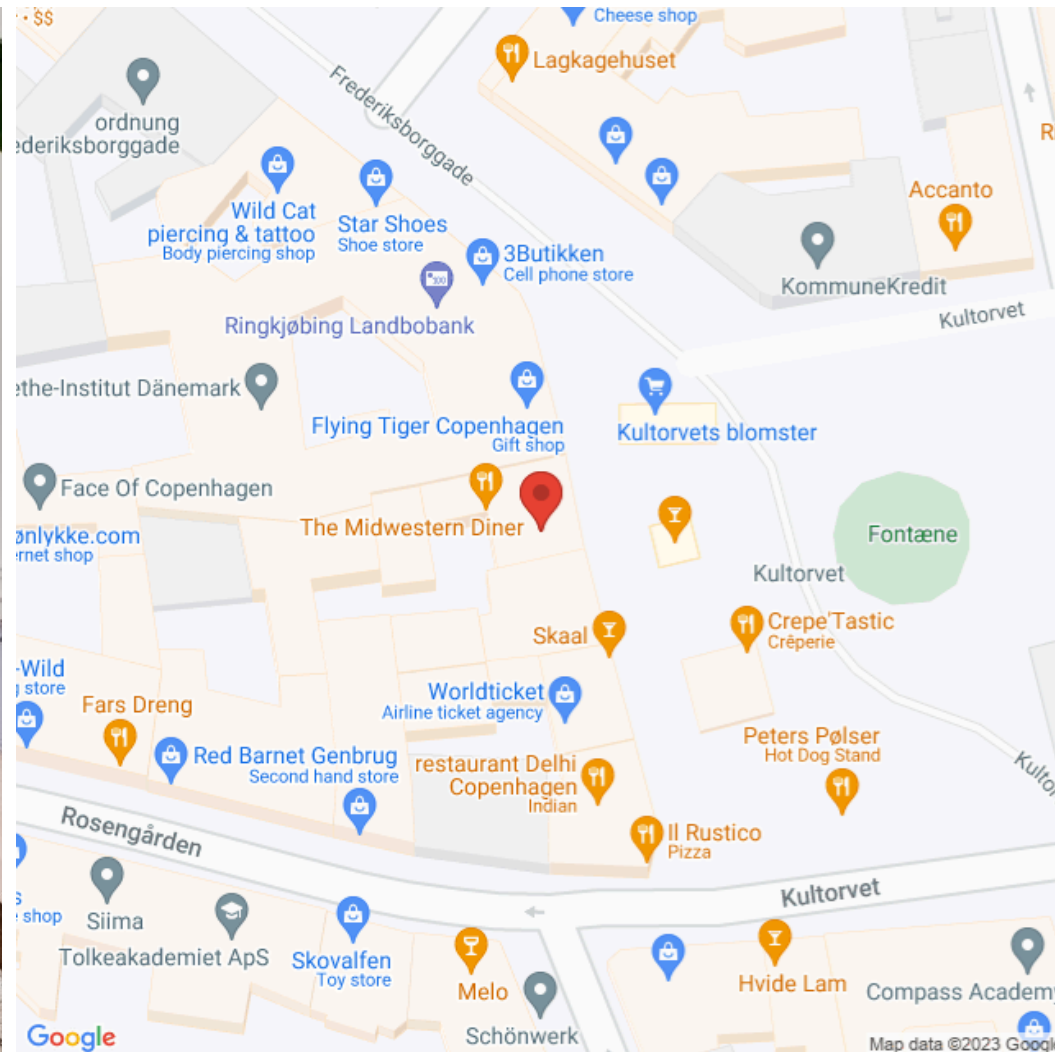 · $$
Cheese shop
Lagkagehuset
Frederiksborggade
ordnung
ederiksborggade
Wild Cat
piercing & tattoo
Body piercing shop
Star Shoes
Shoe store
3Butikken
Cell phone store
Accanto
KommuneKredit
Ringkjøbing Landbobank
Kultorvet
ethe-Institut Dänemark
Flying Tiger Copenhagen
Gift shop
Kultorvets blomster
Face Of Copenhagen
The Midwestern Diner
ønlykke.com
ernet shop
Fontæne
Kultorvet
Skaal
Crepe'Tastic
Crêperie
-Wild
g store
Fars Dreng
Worldticket
Airline ticket agency
Red Barnet Genbrug
Second hand store
restaurant Delhi
Copenhagen
Indian
Peters Pølser
Hot Dog Stand
Kultor
Il Rustico
Pizza
Rosengården
Kultorvet
s
e shop
Siima
Tolkeakademiet ApS
Skovalfen
Toy store
Melo
Schönwerk
Hvide Lam
Compass Academy
Google
Map data ©2023 Google